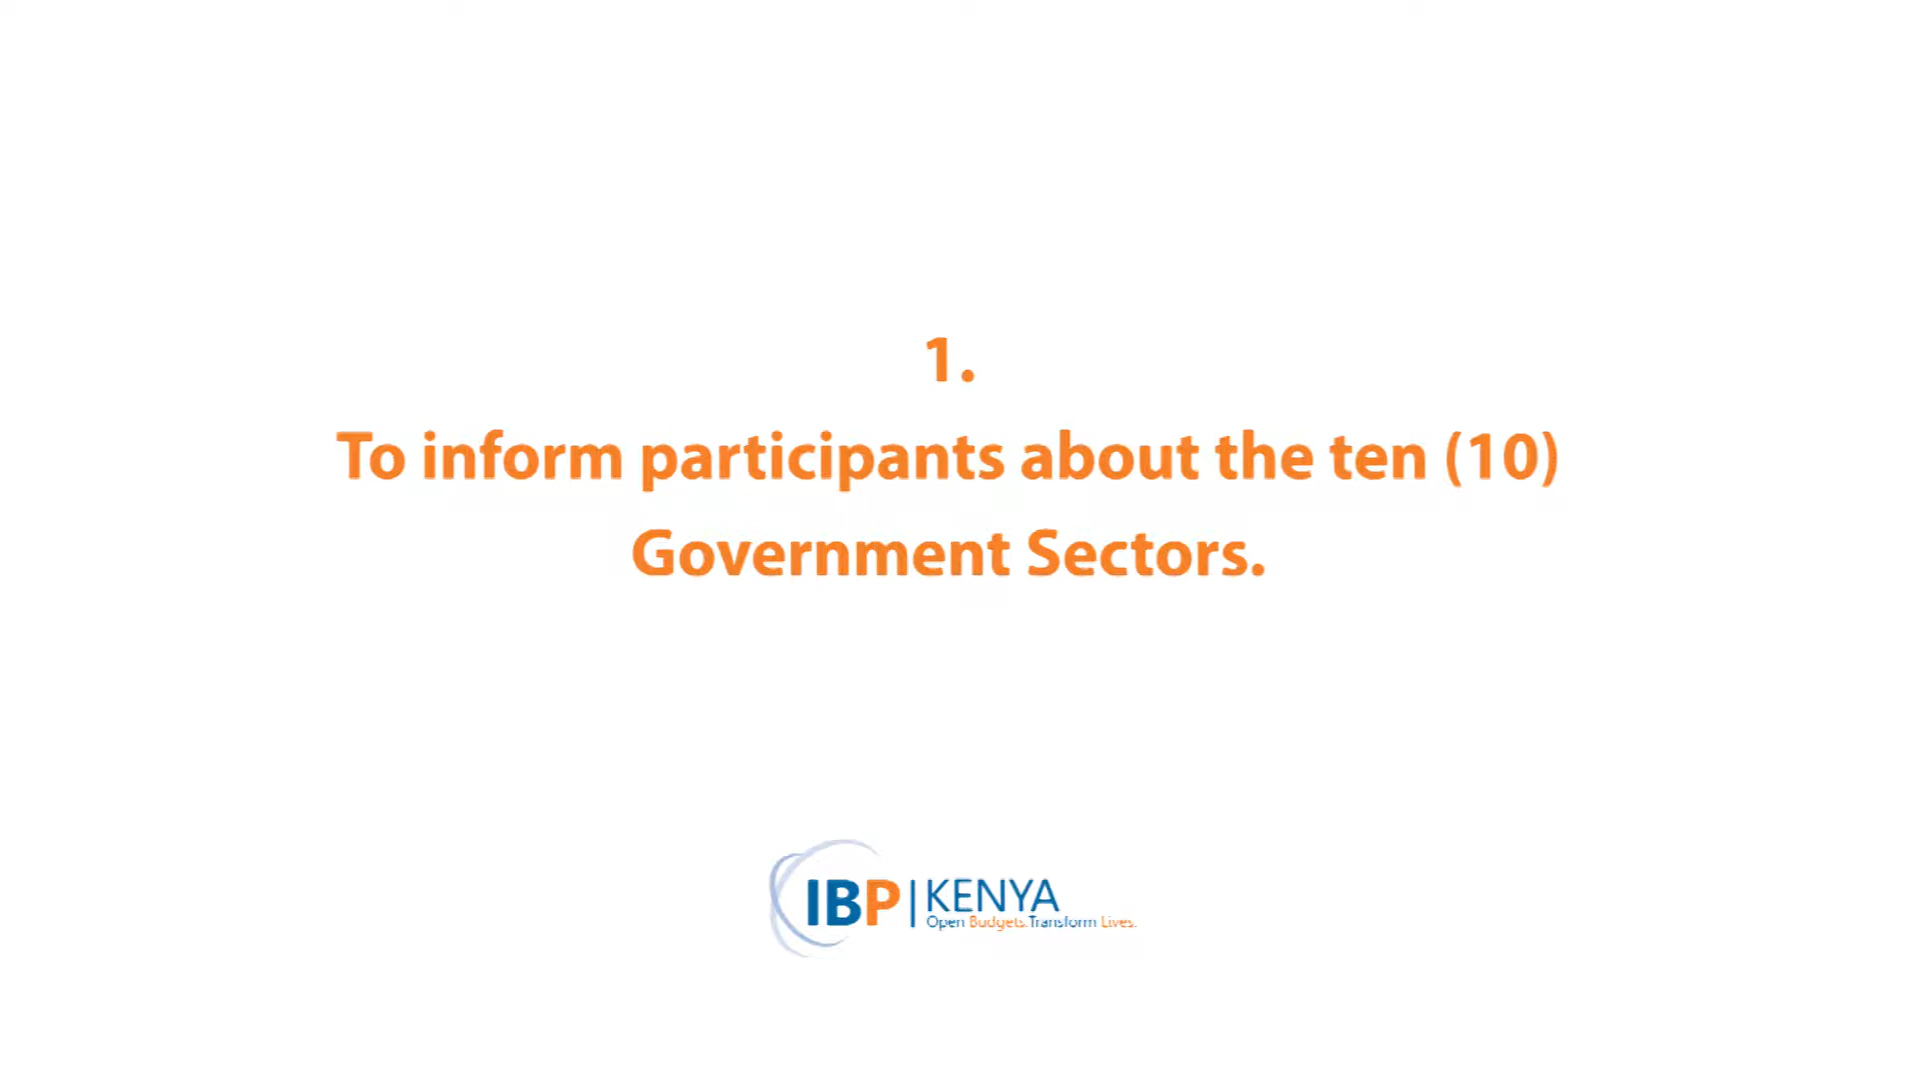 1.
To inform participants about the ten (10)
Government Sectors.
IBP | KENYA
Open Budgets.Transform Lives.